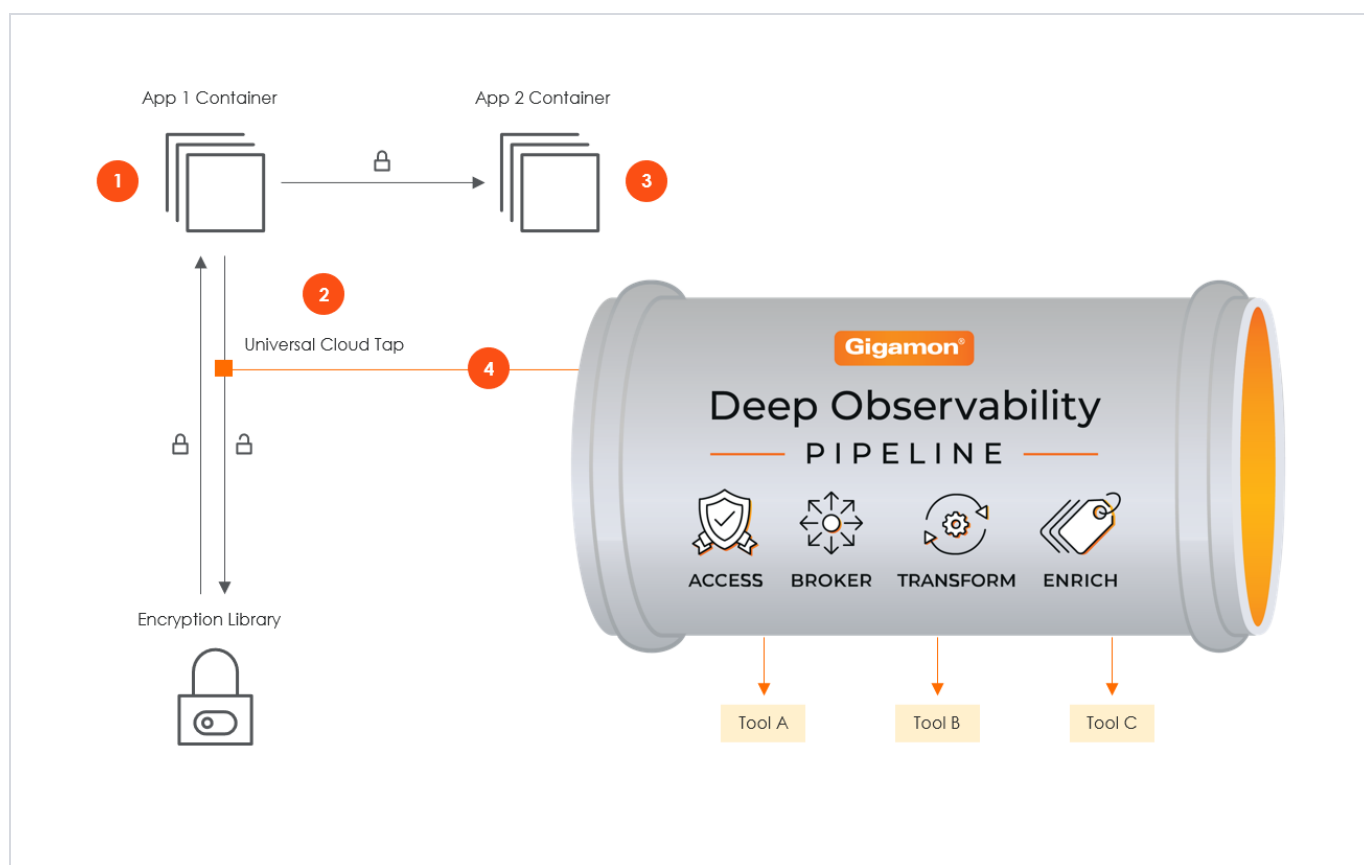 App 1 Container
App 2 Container
1
3
2
Universal Cloud Tap
4
Gigamon®
Deep Observability
PIPELINE
ACCESS
BROKER
TRANSFORM
ENRICH
Encryption Library
Tool A
Tool B
Tool C